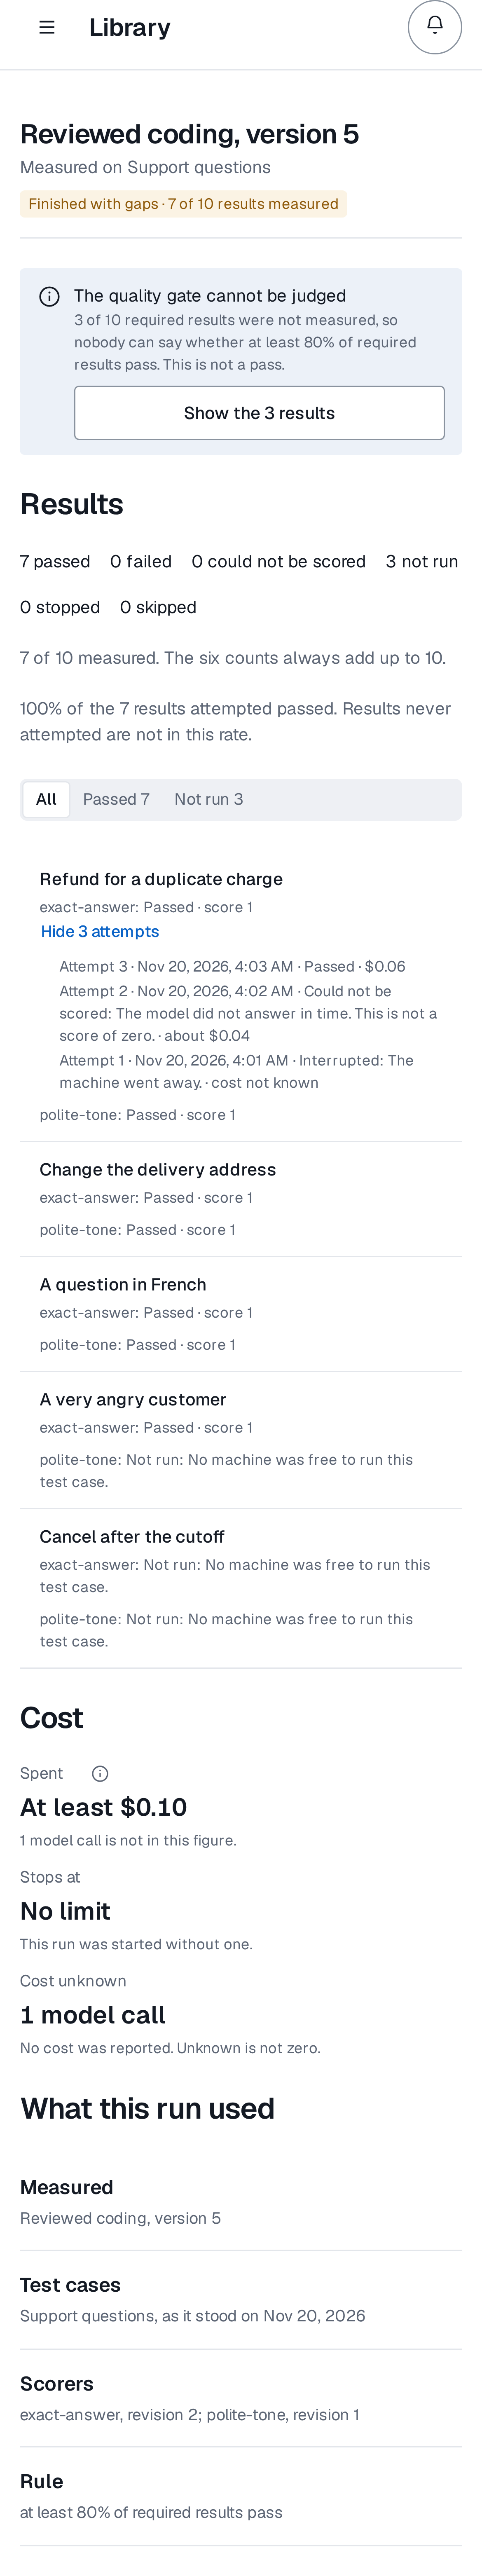 Library
Reviewed coding, version 5
Measured on Support questions
Finished with gaps · 7 of 10 results measured
The quality gate cannot be judged
3 of 10 required results were not measured, so
nobody can say whether at least 80% of required
results pass. This is not a pass.
Show the 3 results
Results
7 passed 0 failed 0 could not be scored 3 not run
0 stopped 0 skipped
7 of 10 measured. The six counts always add up to 10.
100% of the 7 results attempted passed. Results never
attempted are not in this rate.
All Passed 7 Not run 3
Refund for a duplicate charge
exact-answer: Passed · score 1
Hide 3 attempts
Attempt 3 · Nov 20, 2026, 4:03 AM · Passed · $0.06
Attempt 2 · Nov 20, 2026, 4:02 AM · Could not be
scored: The model did not answer in time. This is not a
score of zero. · about $0.04
Attempt 1 · Nov 20, 2026, 4:01 AM · Interrupted: The
machine went away. · cost not known
polite-tone: Passed · score 1
Change the delivery address
exact-answer: Passed · score 1
polite-tone: Passed · score 1
A question in French
exact-answer: Passed · score 1
polite-tone: Passed · score 1
A very angry customer
exact-answer: Passed · score 1
polite-tone: Not run: No machine was free to run this
test case.
Cancel after the cutoff
exact-answer: Not run: No machine was free to run this
test case.
polite-tone: Not run: No machine was free to run this
test case.
Cost
Spent
At least $0.10
1 model call is not in this figure.
Stops at
No limit
This run was started without one.
Cost unknown
1 model call
No cost was reported. Unknown is not zero.
What this run used
Measured
Reviewed coding, version 5
Test cases
Support questions, as it stood on Nov 20, 2026
Scorers
exact-answer, revision 2; polite-tone, revision 1
Rule
at least 80% of required results pass